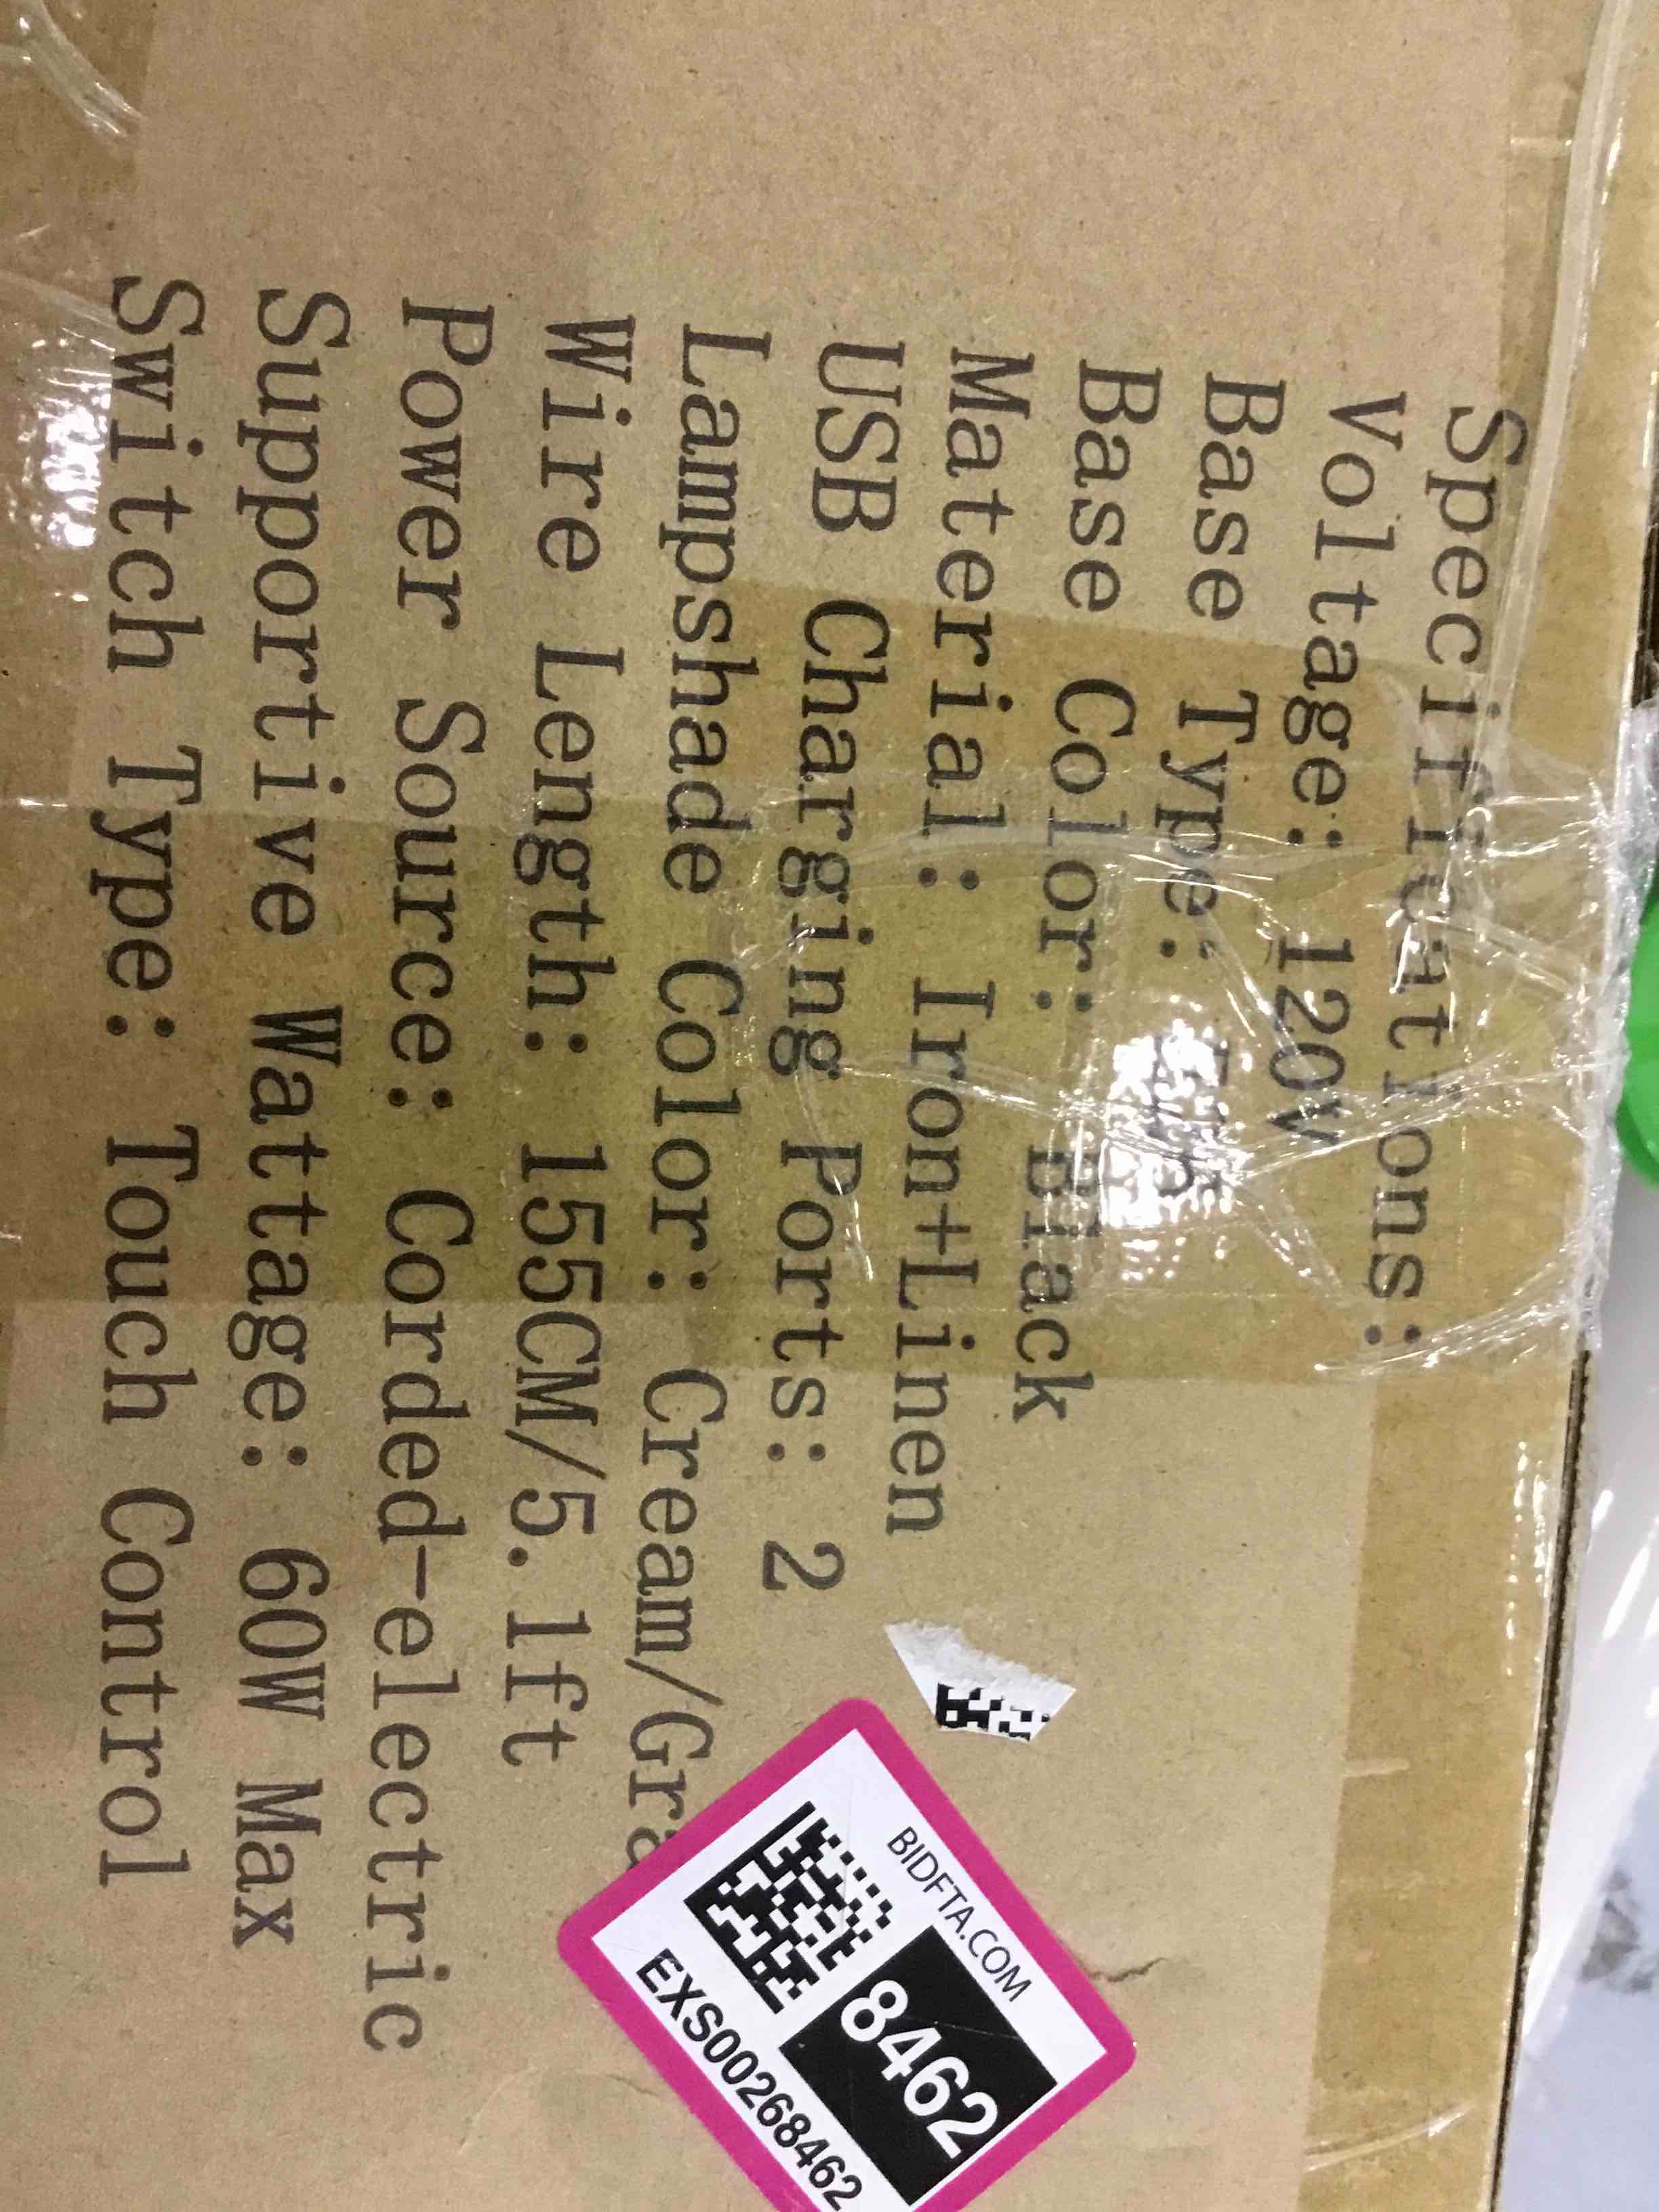 Specifications:
Voltage: 120V
Base Type:
Base Color: Black
Material: Iron+Linen
USB Charging Ports: 2
Lampshade Color: Cream/Gra
Wire Length: 155CM/5.1ft
Power Source: Corded-electric
Supportive Wattage: 60W Max
Switch Type: Touch Control
BIDFTA.COM
8462
EXS00268462